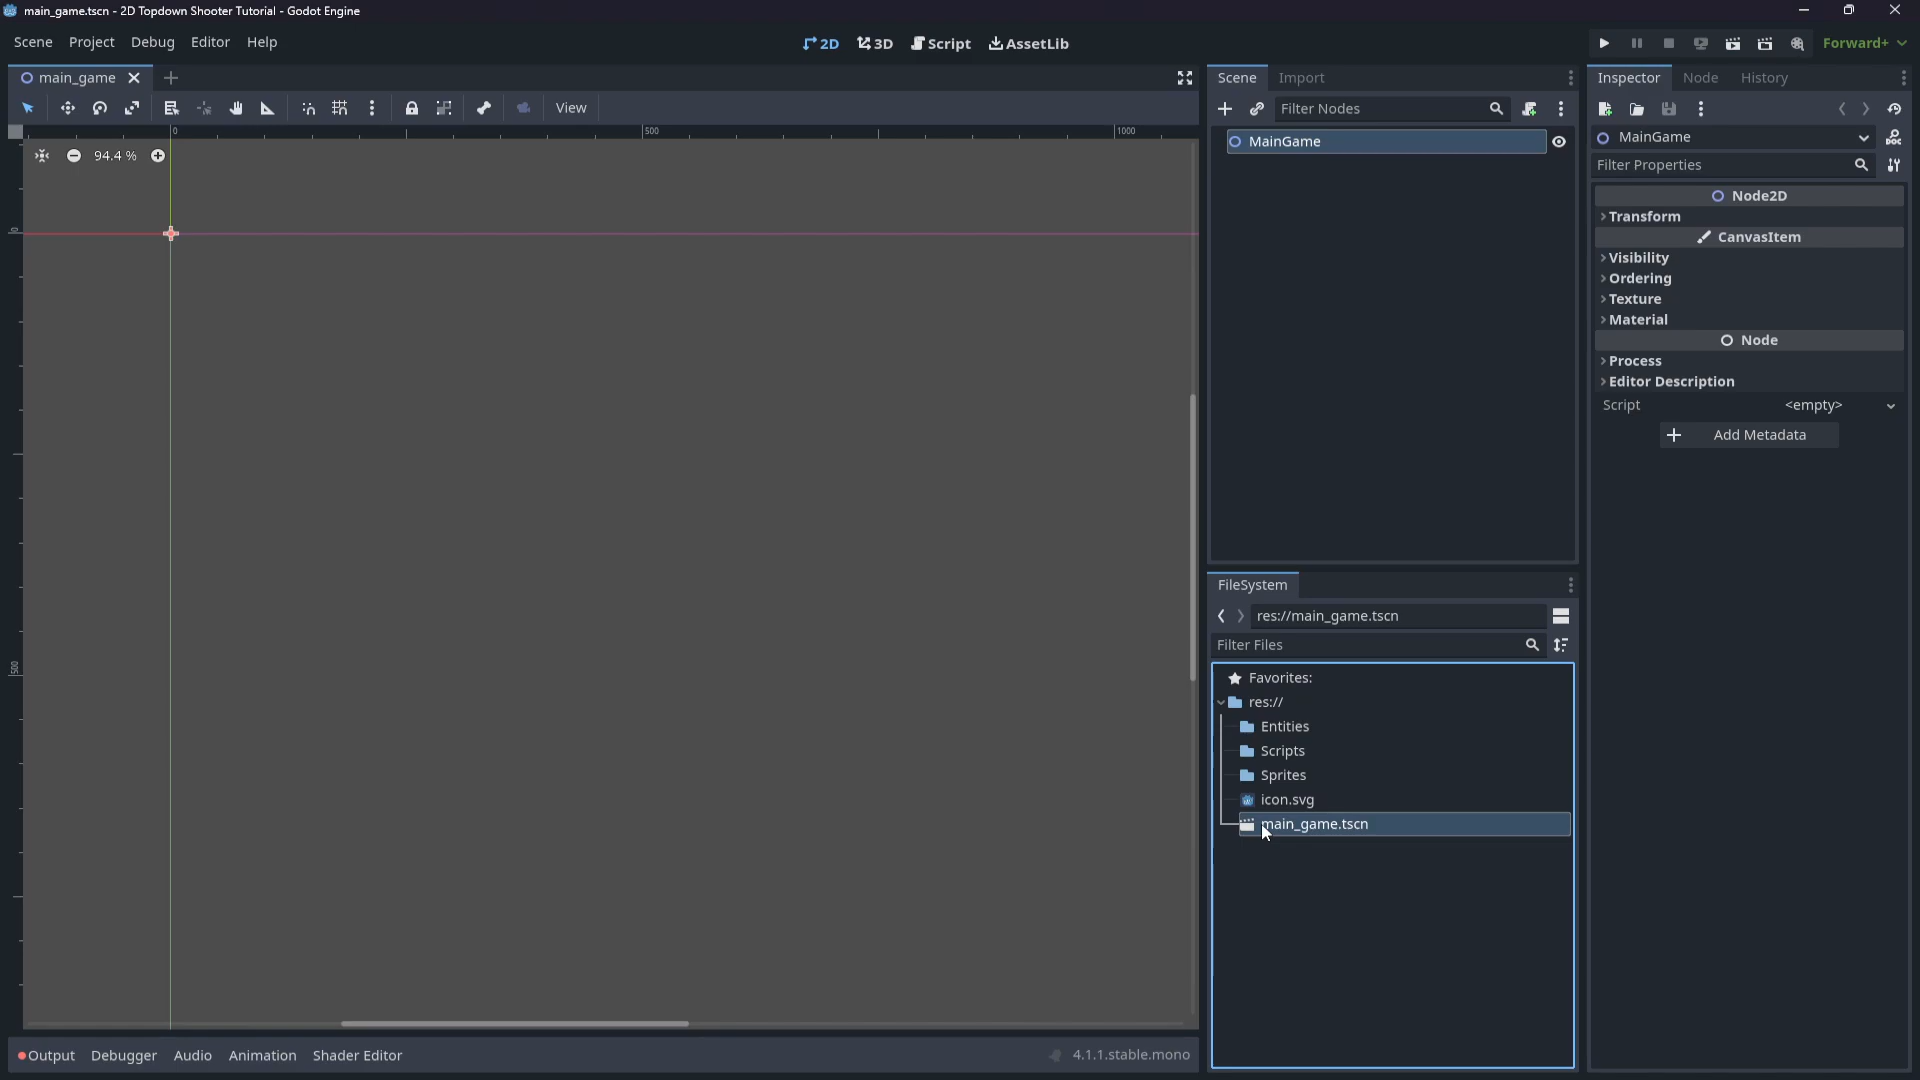 main_game.tscn - 2D Topdown Shooter Tutorial - Godot Engine
Scene Project Debug Editor Help
2D 3D Script AssetLib
Forward+
main_game
View
0 500 1000
94.4 %
0
500
Output Debugger Audio Animation Shader Editor
4.1.1.stable.mono
Scene Import
Filter Nodes
MainGame
FileSystem
res://main_game.tscn
Filter Files
Favorites:
res://
Entities
Scripts
Sprites
icon.svg
main_game.tscn
Inspector Node History
MainGame
DOC
Filter Properties
Node2D
Transform
CanvasItem
Visibility
Ordering
Texture
Material
Node
Process
Editor Description
Script <empty>
Add Metadata